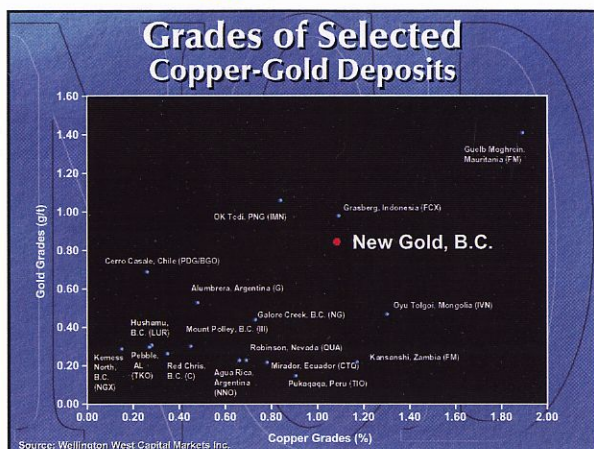 Grades of Selected
Copper-Gold Deposits
Gold Grades (g/t)
1.60
1.40
1.20
1.00
0.80
0.60
0.40
0.20
0.00
Guelb Moghrein,
Mauritania (FM)
OK Tedi, PNG (IMN)
Grasberg, Indonesia (FCX)
New Gold, B.C.
Cerro Casale, Chile (PDG/BGO)
Alumbrera, Argentina (G)
Oyu Tolgoi, Mongolia (IVN)
Galore Creek, B.C. (NG)
Hushamu,
B.C. (LUR)
Mount Polley, B.C. (III)
Robinson, Nevada (QUA)
Kemess
North,
B.C.
(NGX)
Pebble,
AL
(TKO)
Red Chris,
B.C. (C)
Agua Rica,
Argentina
(NNO)
Mirador, Ecuador (CTQ)
Kansanshi, Zambia (FM)
Pukaqaqa, Peru (TIO)
0.00 0.20 0.40 0.60 0.80 1.00 1.20 1.40 1.60 1.80 2.00
Copper Grades (%)
Source: Wellington West Capital Markets Inc.